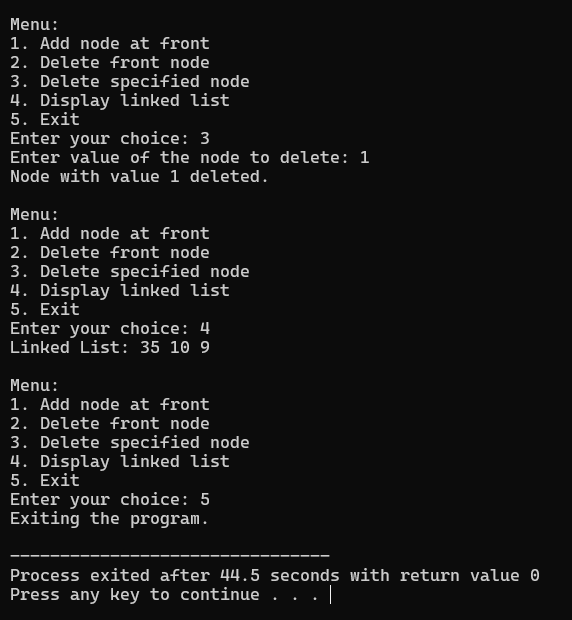 Menu:
1. Add node at front
2. Delete front node
3. Delete specified node
4. Display linked list
5. Exit
Enter your choice: 3
Enter value of the node to delete: 1
Node with value 1 deleted.
Menu:
1. Add node at front
2. Delete front node
3. Delete specified node
4. Display linked list
5. Exit
Enter your choice: 4
Linked List: 35 10 9
Menu:
1. Add node at front
2. Delete front node
3. Delete specified node
4. Display linked list
5. Exit
Enter your choice: 5
Exiting the program.
--------------------------------
Process exited after 44.5 seconds with return value 0
Press any key to continue . . .